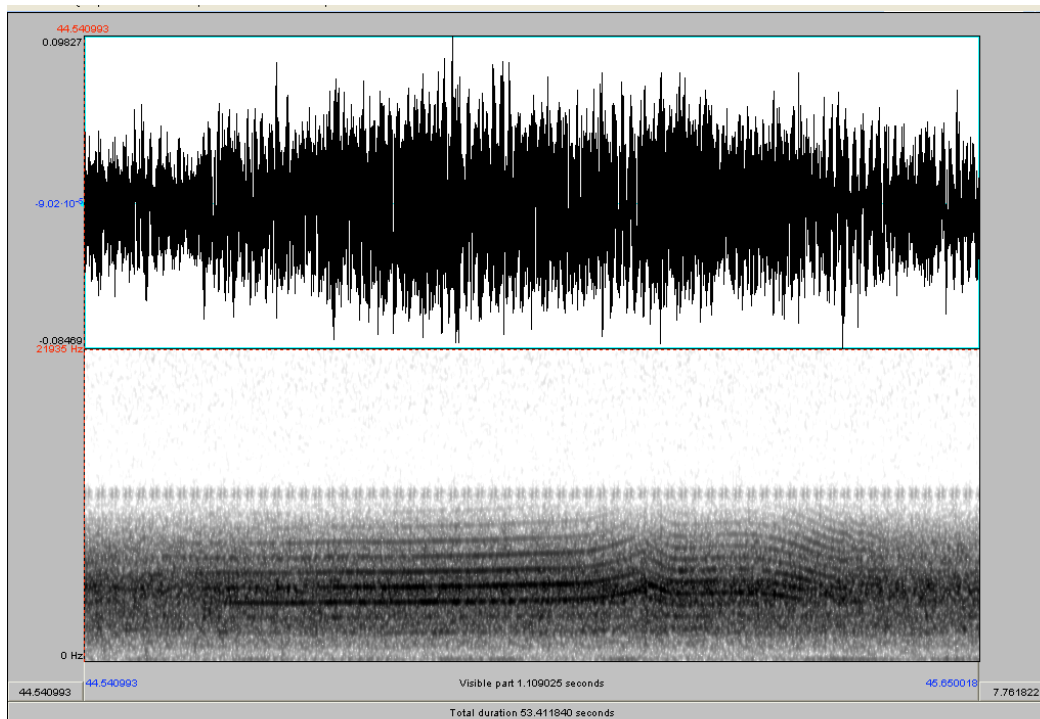 44.540993
0.09827
-9.02·10⁻⁵
-0.08469
21935 Hz
0 Hz
44.540993 Visible part 1.109025 seconds 45.650018
44.540993 7.761822
Total duration 53.411840 seconds